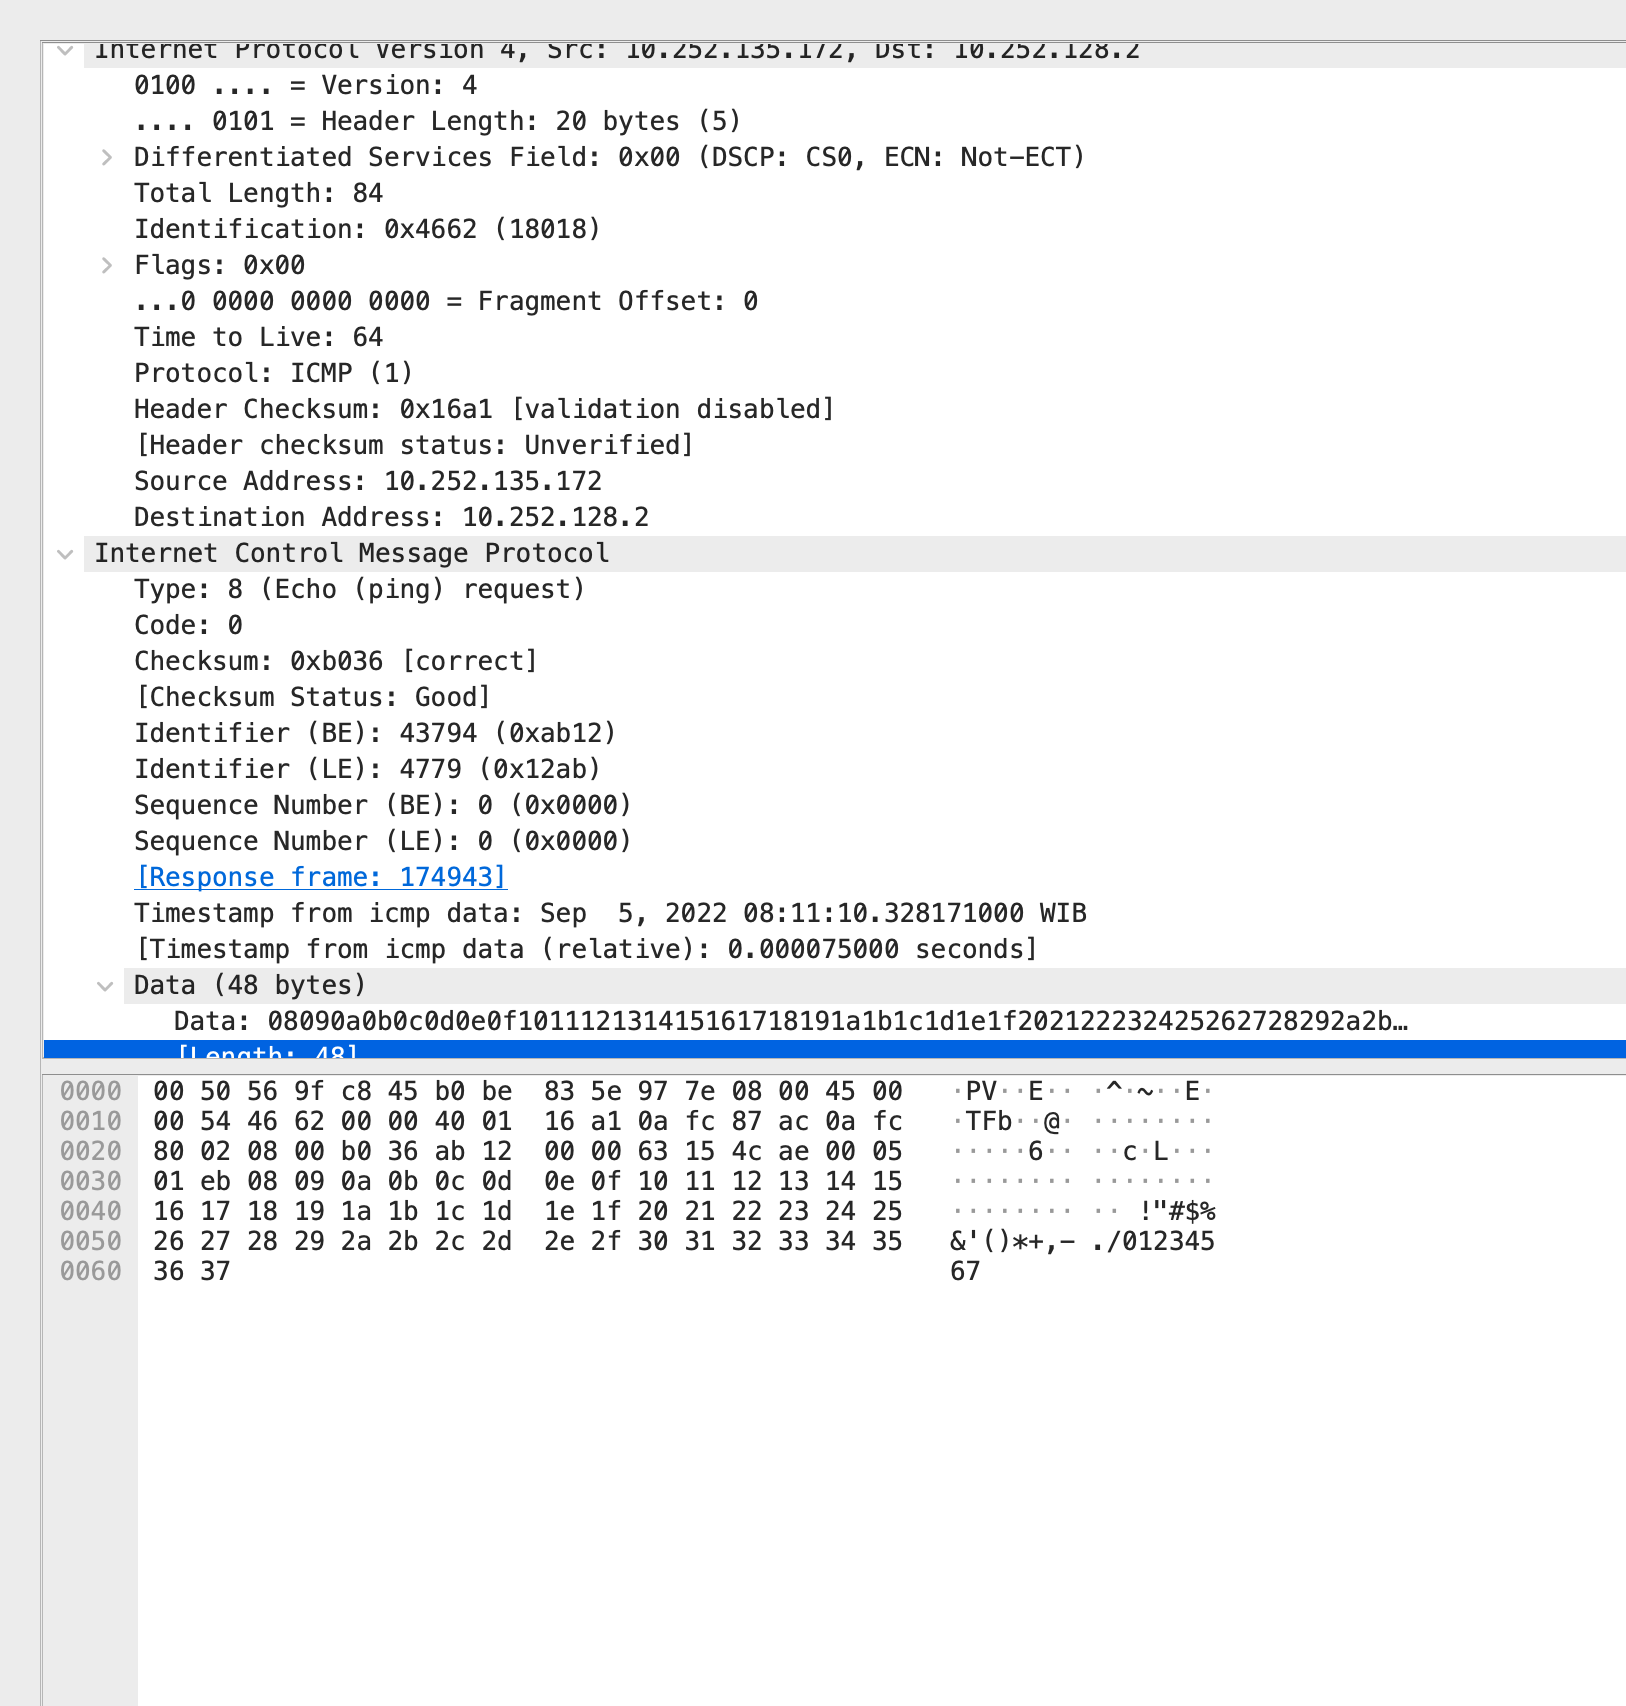 Internet Protocol Version 4, Src: 10.252.135.172, Dst: 10.252.128.2
0100 .... = Version: 4
.... 0101 = Header Length: 20 bytes (5)
Differentiated Services Field: 0x00 (DSCP: CS0, ECN: Not-ECT)
Total Length: 84
Identification: 0x4662 (18018)
Flags: 0x00
...0 0000 0000 0000 = Fragment Offset: 0
Time to Live: 64
Protocol: ICMP (1)
Header Checksum: 0x16a1 [validation disabled]
[Header checksum status: Unverified]
Source Address: 10.252.135.172
Destination Address: 10.252.128.2
Internet Control Message Protocol
Type: 8 (Echo (ping) request)
Code: 0
Checksum: 0xb036 [correct]
[Checksum Status: Good]
Identifier (BE): 43794 (0xab12)
Identifier (LE): 4779 (0x12ab)
Sequence Number (BE): 0 (0x0000)
Sequence Number (LE): 0 (0x0000)
[Response frame: 174943]
Timestamp from icmp data: Sep  5, 2022 08:11:10.328171000 WIB
[Timestamp from icmp data (relative): 0.000075000 seconds]
Data (48 bytes)
Data: 08090a0b0c0d0e0f101112131415161718191a1b1c1d1e1f202122232425262728292a2b…
[Length: 48]
0000 00 50 56 9f c8 45 b0 be 83 5e 97 7e 08 00 45 00 ·PV··E·· ·^·~··E·
0010 00 54 46 62 00 00 40 01 16 a1 0a fc 87 ac 0a fc ·TFb··@· ········
0020 80 02 08 00 b0 36 ab 12 00 00 63 15 4c ae 00 05 ·····6·· ··c·L···
0030 01 eb 08 09 0a 0b 0c 0d 0e 0f 10 11 12 13 14 15 ········ ········
0040 16 17 18 19 1a 1b 1c 1d 1e 1f 20 21 22 23 24 25 ········ ·· !"#$%
0050 26 27 28 29 2a 2b 2c 2d 2e 2f 30 31 32 33 34 35 &'()*+,- ./012345
0060 36 37 67